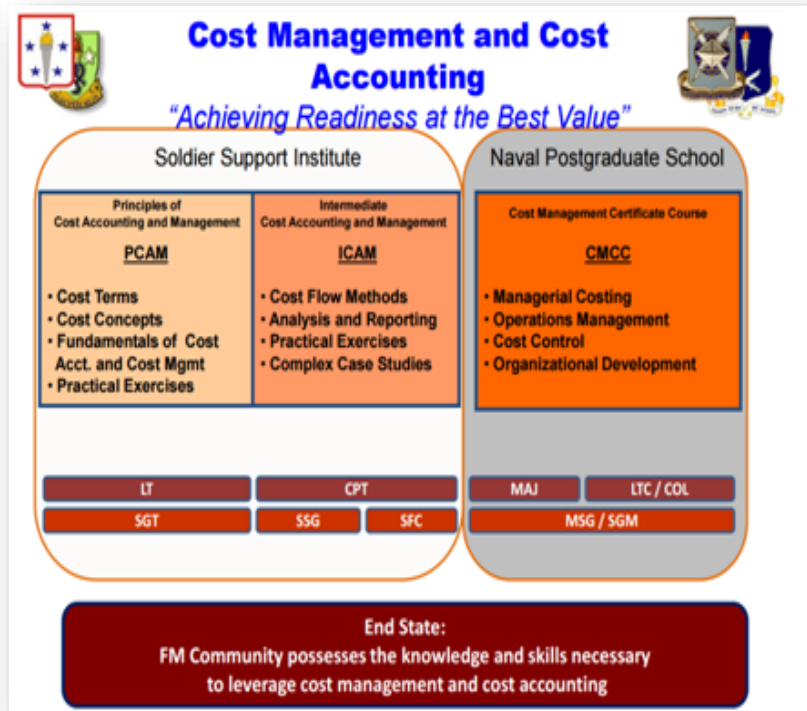 Cost Management and Cost
Accounting
“Achieving Readiness at the Best Value”
Soldier Support Institute
Principles of
Cost Accounting and Management
PCAM
• Cost Terms
• Cost Concepts
• Fundamentals of Cost
Acct. and Cost Mgmt
• Practical Exercises
Intermediate
Cost Accounting and Management
ICAM
• Cost Flow Methods
• Analysis and Reporting
• Practical Exercises
• Complex Case Studies
Naval Postgraduate School
Cost Management Certificate Course
CMCC
• Managerial Costing
• Operations Management
• Cost Control
• Organizational Development
LT
CPT
MAJ
LTC / COL
SGT
SSG
SFC
MSG / SGM
End State:
FM Community possesses the knowledge and skills necessary
to leverage cost management and cost accounting